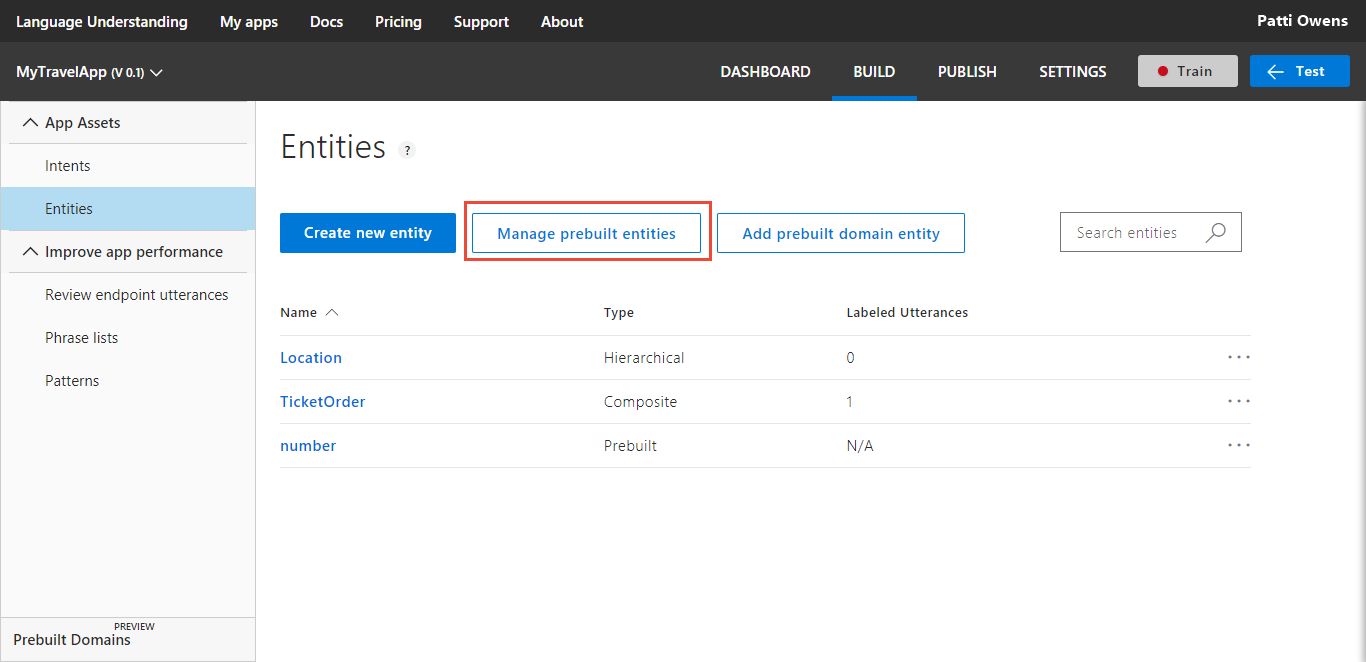 Language Understanding My apps Docs Pricing Support About Patti Owens
MyTravelApp (V 0.1) DASHBOARD BUILD PUBLISH SETTINGS Train Test
App Assets
Intents
Entities
Improve app performance
Review endpoint utterances
Phrase lists
Patterns
PREVIEW
Prebuilt Domains
Entities ?
Create new entity Manage prebuilt entities Add prebuilt domain entity Search entities
Name Type Labeled Utterances
Location Hierarchical 0 ···
TicketOrder Composite 1 ···
number Prebuilt N/A ···